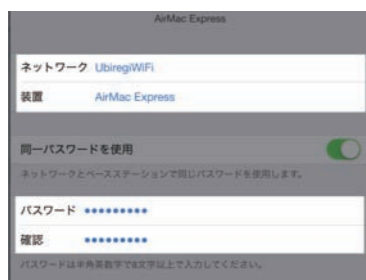 AirMac Express
ネットワーク UbiregiWiFi
装置 AirMac Express
同一パスワードを使用
ネットワークとベースステーションで同じパスワードを使用します。
パスワード •••••••••
確認 •••••••••
パスワードは半角英数字で8文字以上で入力してください。